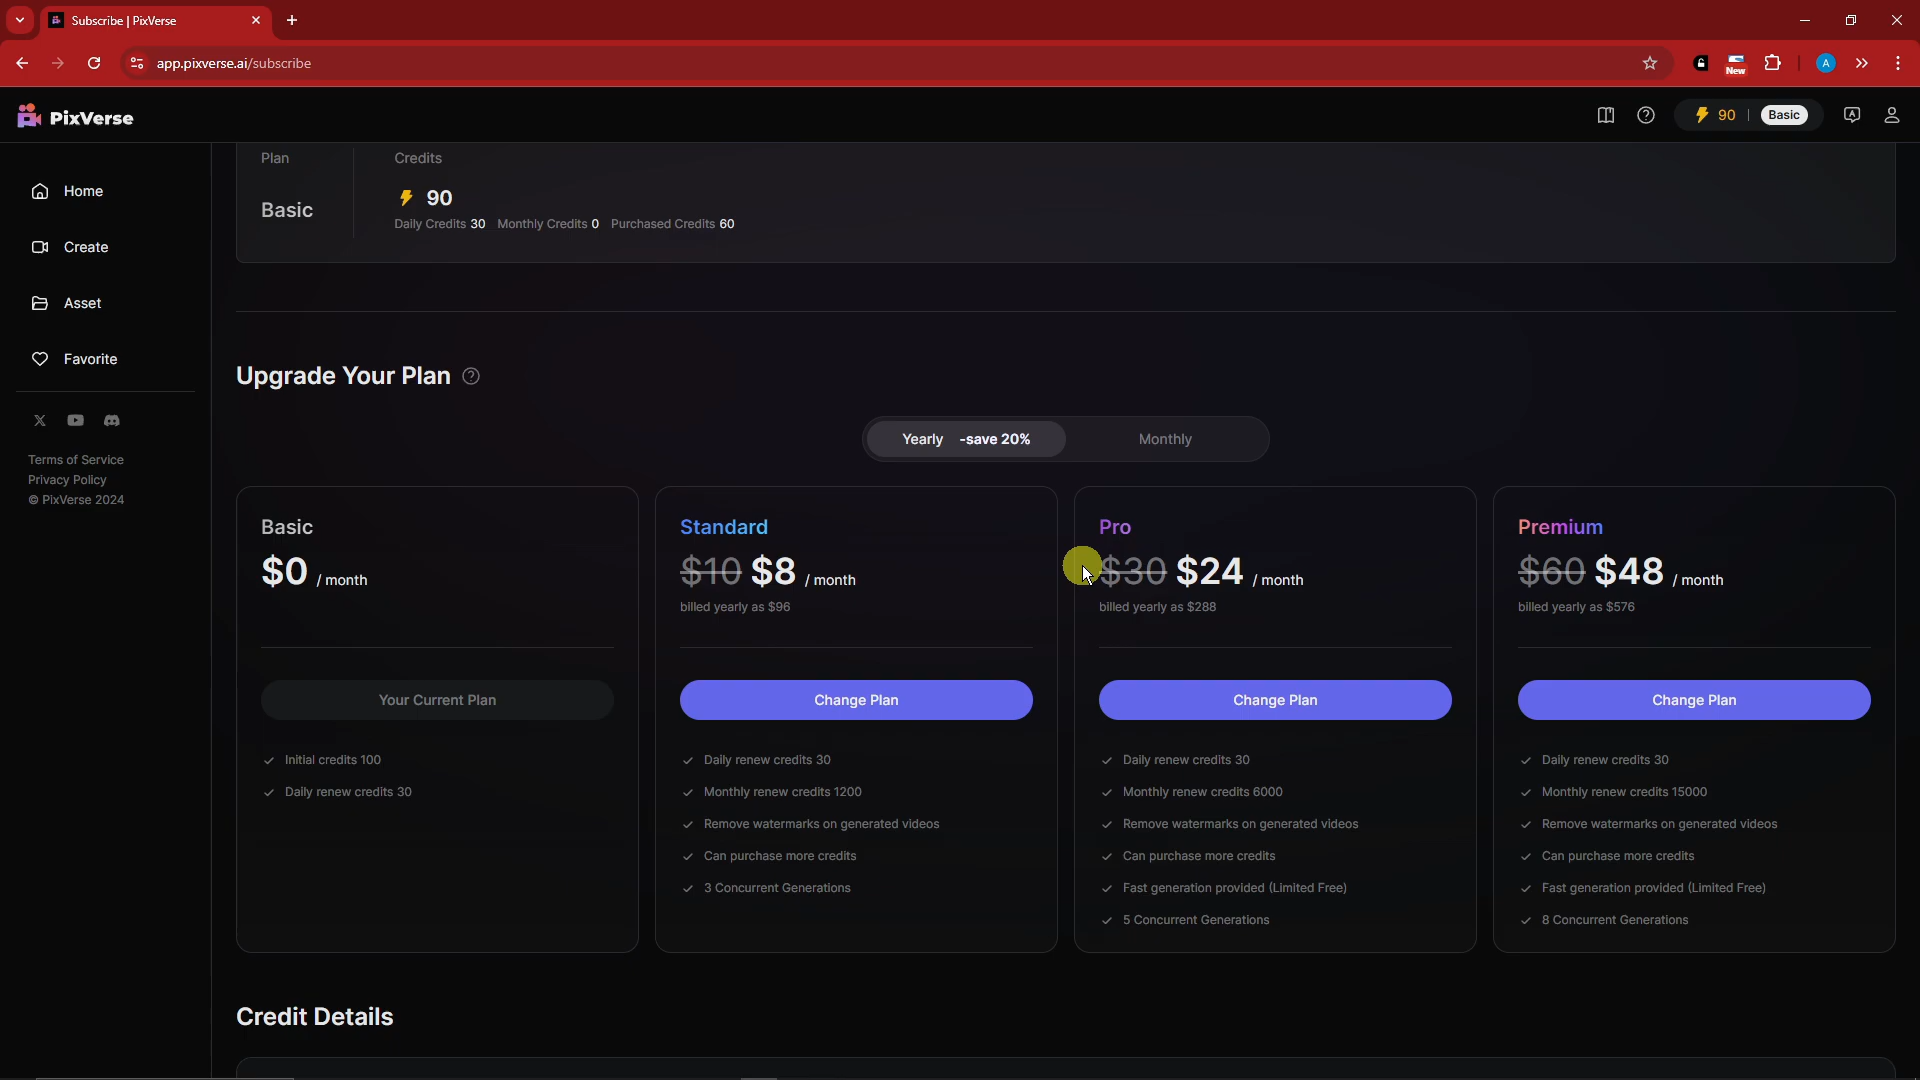 Subscribe | PixVerse
app.pixverse.ai/subscribe
New
A
PixVerse
90
Basic
Home
Create
Asset
Favorite
Terms of Service
Privacy Policy
© PixVerse 2024
Plan
Credits
Basic
90
Daily Credits 30 Monthly Credits 0 Purchased Credits 60
Upgrade Your Plan
Yearly -save 20%
Monthly
Basic
$0 / month
Your Current Plan
Initial credits 100
Daily renew credits 30
Standard
$10 $8 / month
billed yearly as $96
Change Plan
Daily renew credits 30
Monthly renew credits 1200
Remove watermarks on generated videos
Can purchase more credits
3 Concurrent Generations
Pro
$30 $24 / month
billed yearly as $288
Change Plan
Daily renew credits 30
Monthly renew credits 6000
Remove watermarks on generated videos
Can purchase more credits
Fast generation provided (Limited Free)
5 Concurrent Generations
Premium
$60 $48 / month
billed yearly as $576
Change Plan
Daily renew credits 30
Monthly renew credits 15000
Remove watermarks on generated videos
Can purchase more credits
Fast generation provided (Limited Free)
8 Concurrent Generations
Credit Details